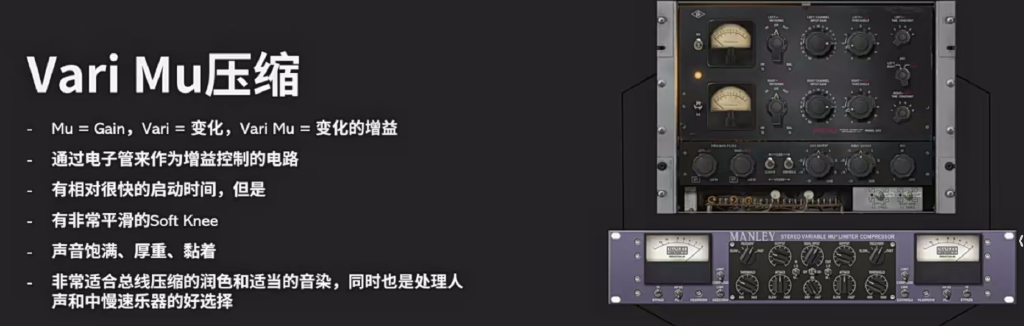 Vari Mu压缩
- Mu = Gain，Vari = 变化，Vari Mu = 变化的增益
- 通过电子管来作为增益控制的电路
- 有相对很快的启动时间，但是
- 有非常平滑的Soft Knee
- 声音饱满、厚重、黏着
- 非常适合总线压缩的润色和适当的音染，同时也是处理人
声和中慢速乐器的好选择
MANLEY STEREO VARIABLE MU® LIMITER COMPRESSOR